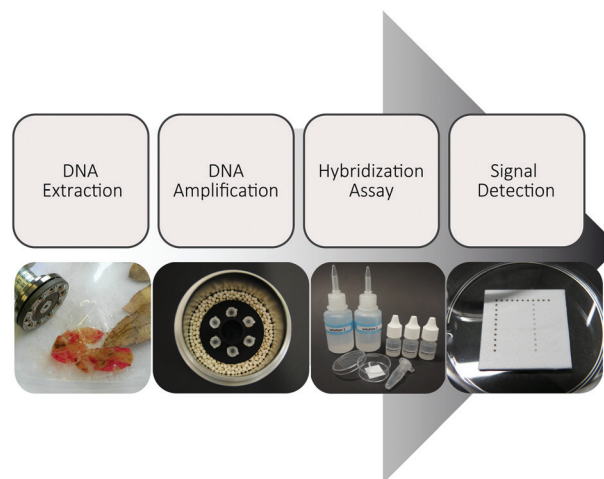 DNA
Extraction
DNA
Amplification
Hybridization
Assay
Signal
Detection